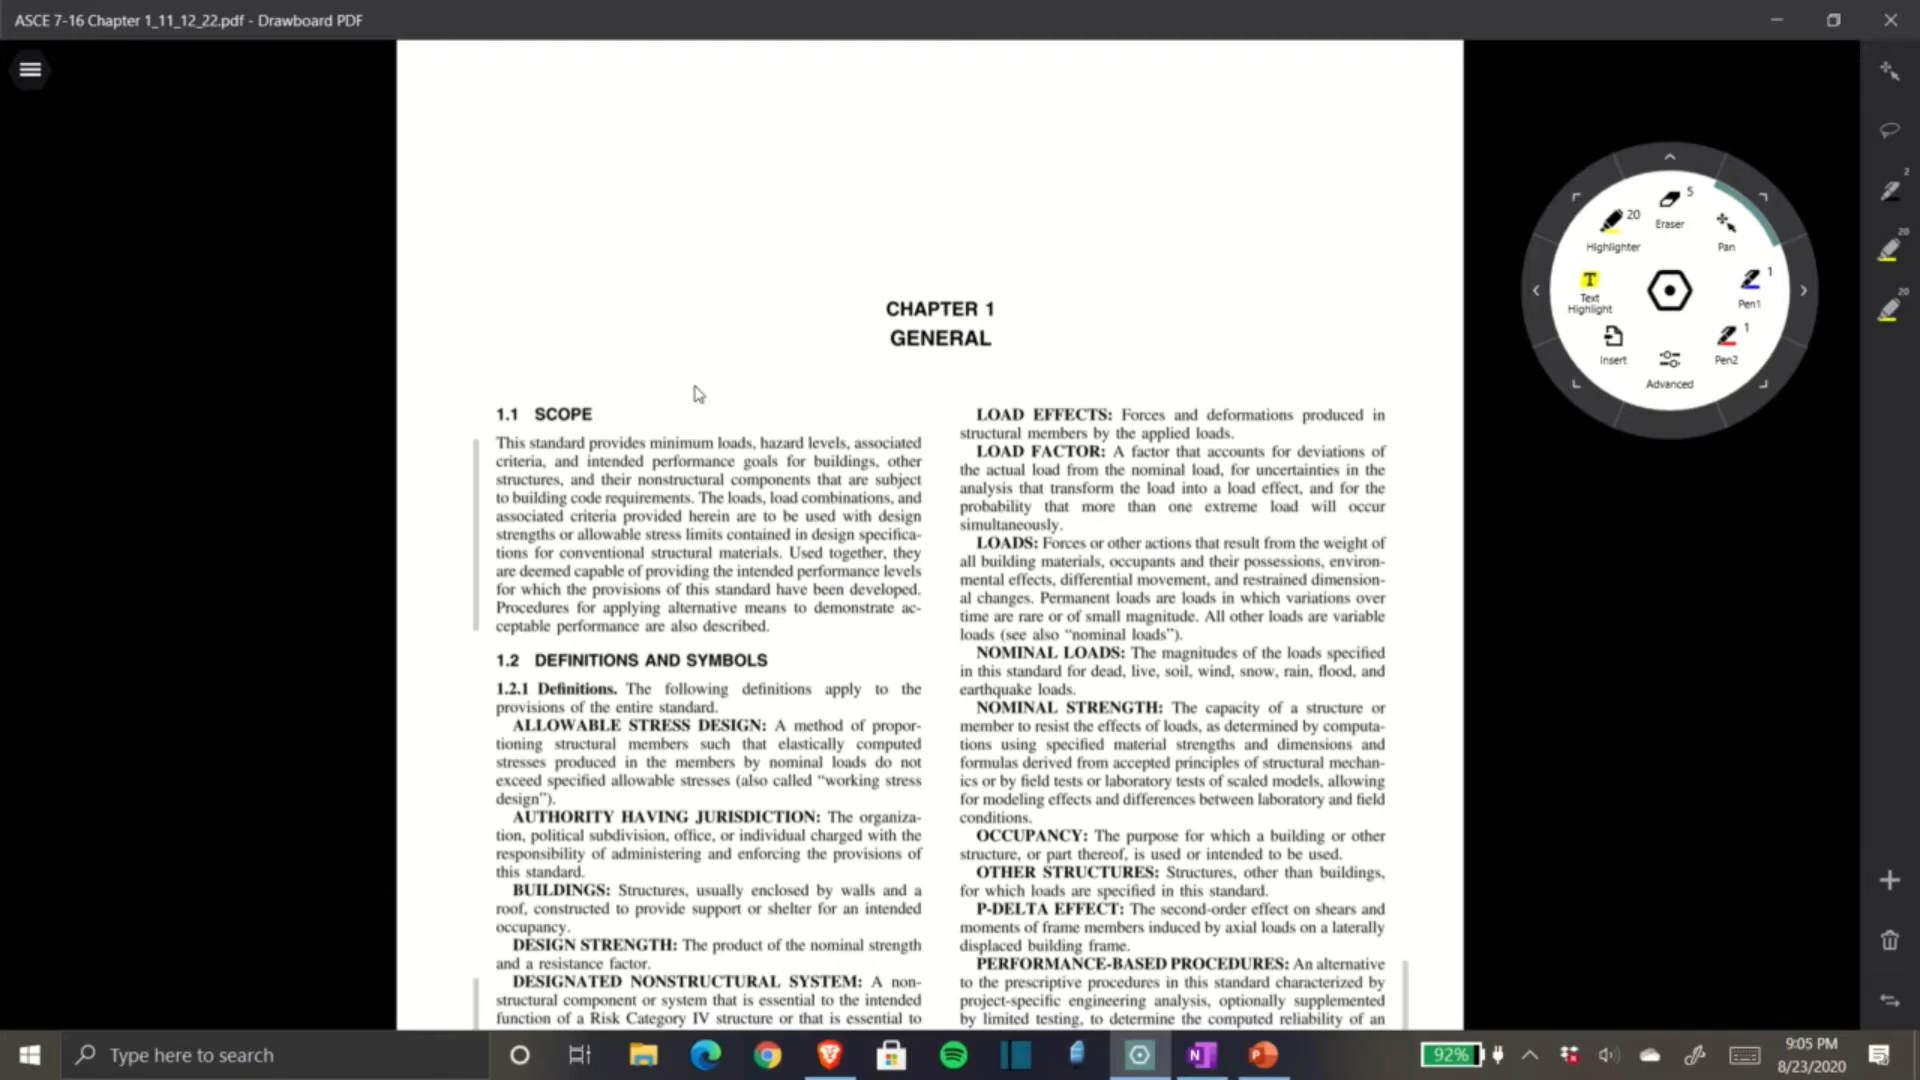 ASCE 7-16 Chapter 1_11_12_22.pdf - Drawboard PDF
CHAPTER 1
GENERAL
1.1 SCOPE
This standard provides minimum loads, hazard levels, associated
criteria, and intended performance goals for buildings, other
structures, and their nonstructural components that are subject
to building code requirements. The loads, load combinations, and
associated criteria provided herein are to be used with design
strengths or allowable stress limits contained in design specifica-
tions for conventional structural materials. Used together, they
are deemed capable of providing the intended performance levels
for which the provisions of this standard have been developed.
Procedures for applying alternative means to demonstrate ac-
ceptable performance are also described.
1.2 DEFINITIONS AND SYMBOLS
1.2.1 Definitions. The following definitions apply to the
provisions of the entire standard.
ALLOWABLE STRESS DESIGN: A method of propor-
tioning structural members such that elastically computed
stresses produced in the members by nominal loads do not
exceed specified allowable stresses (also called “working stress
design”).
AUTHORITY HAVING JURISDICTION: The organiza-
tion, political subdivision, office, or individual charged with the
responsibility of administering and enforcing the provisions of
this standard.
BUILDINGS: Structures, usually enclosed by walls and a
roof, constructed to provide support or shelter for an intended
occupancy.
DESIGN STRENGTH: The product of the nominal strength
and a resistance factor.
DESIGNATED NONSTRUCTURAL SYSTEM: A non-
structural component or system that is essential to the intended
function of a Risk Category IV structure or that is essential to
LOAD EFFECTS: Forces and deformations produced in
structural members by the applied loads.
LOAD FACTOR: A factor that accounts for deviations of
the actual load from the nominal load, for uncertainties in the
analysis that transform the load into a load effect, and for the
probability that more than one extreme load will occur
simultaneously.
LOADS: Forces or other actions that result from the weight of
all building materials, occupants and their possessions, environ-
mental effects, differential movement, and restrained dimension-
al changes. Permanent loads are loads in which variations over
time are rare or of small magnitude. All other loads are variable
loads (see also “nominal loads”).
NOMINAL LOADS: The magnitudes of the loads specified
in this standard for dead, live, soil, wind, snow, rain, flood, and
earthquake loads.
NOMINAL STRENGTH: The capacity of a structure or
member to resist the effects of loads, as determined by computa-
tions using specified material strengths and dimensions and
formulas derived from accepted principles of structural mechan-
ics or by field tests or laboratory tests of scaled models, allowing
for modeling effects and differences between laboratory and field
conditions.
OCCUPANCY: The purpose for which a building or other
structure, or part thereof, is used or intended to be used.
OTHER STRUCTURES: Structures, other than buildings,
for which loads are specified in this standard.
P-DELTA EFFECT: The second-order effect on shears and
moments of frame members induced by axial loads on a laterally
displaced building frame.
PERFORMANCE-BASED PROCEDURES: An alternative
to the prescriptive procedures in this standard characterized by
project-specific engineering analysis, optionally supplemented
by limited testing, to determine the computed reliability of an
5
Eraser
20
Highlighter
Pan
T
Text
Highlight
1
Pen1
Insert
1
Pen2
Advanced
2
20
20
Type here to search
92%
9:05 PM
8/23/2020